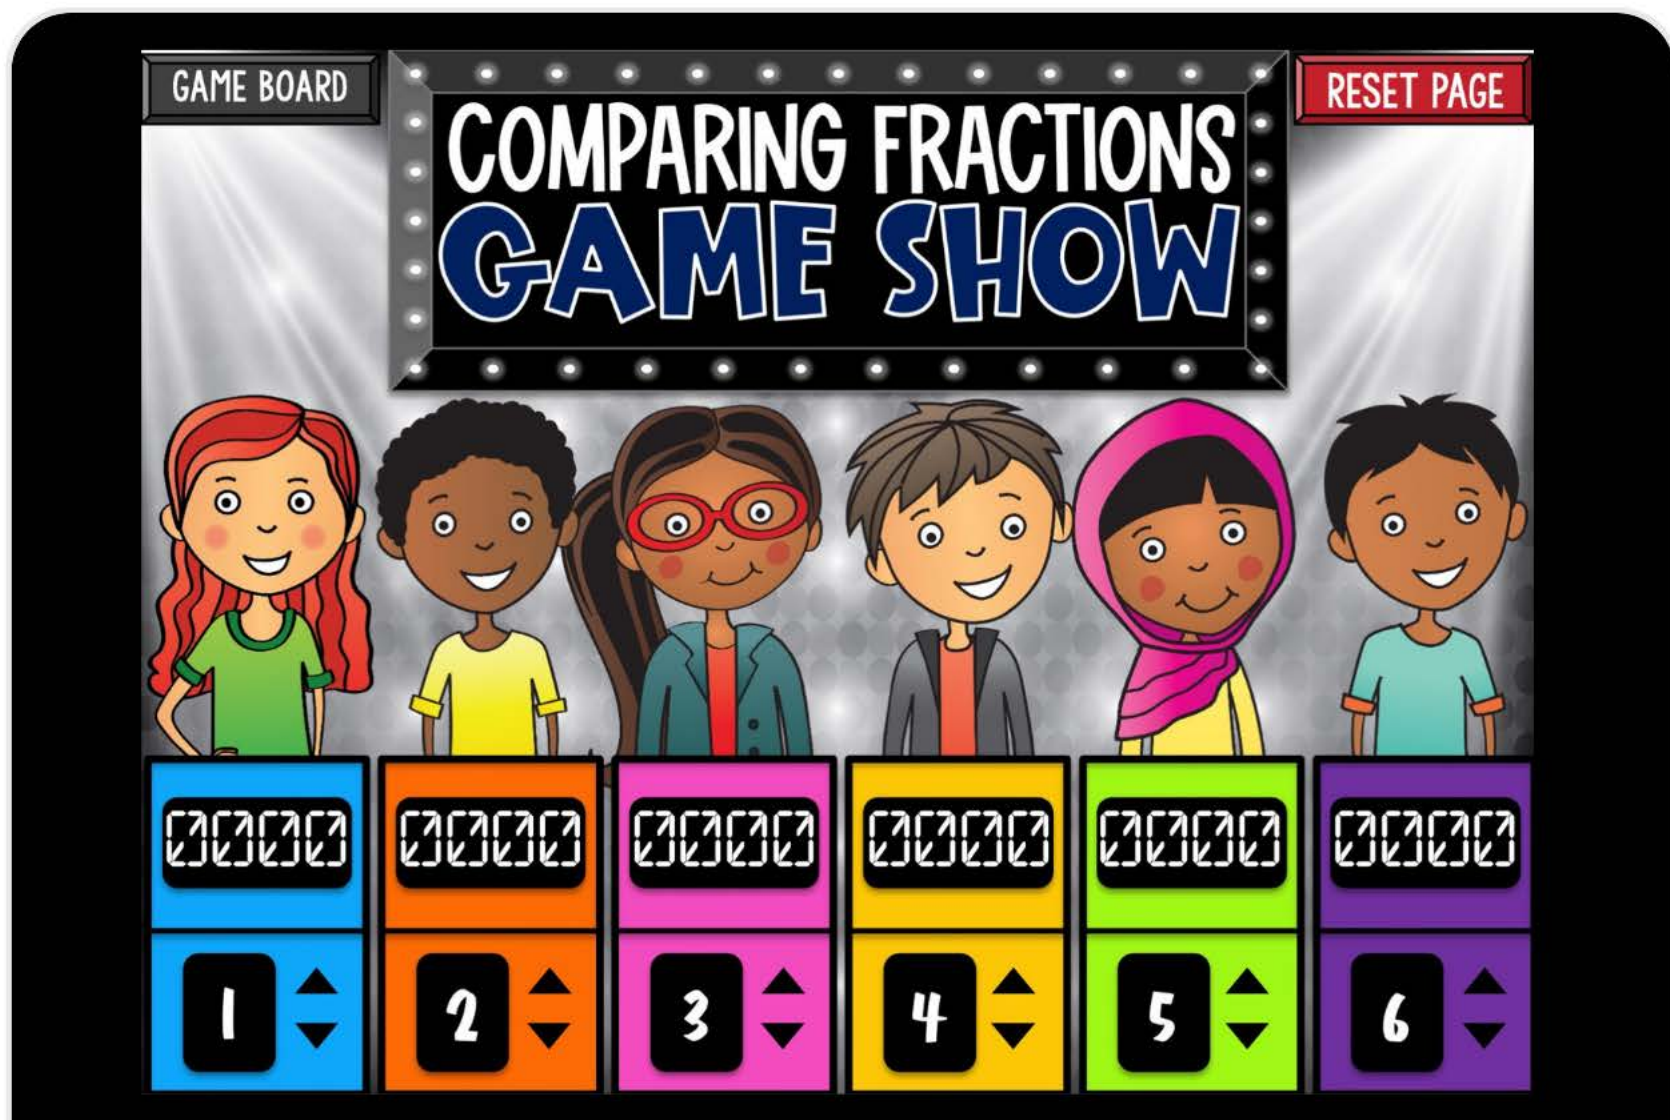 GAME BOARD
RESET PAGE
COMPARING FRACTIONS
GAME SHOW
0000 0000 0000 0000 0000 0000
1 2 3 4 5 6